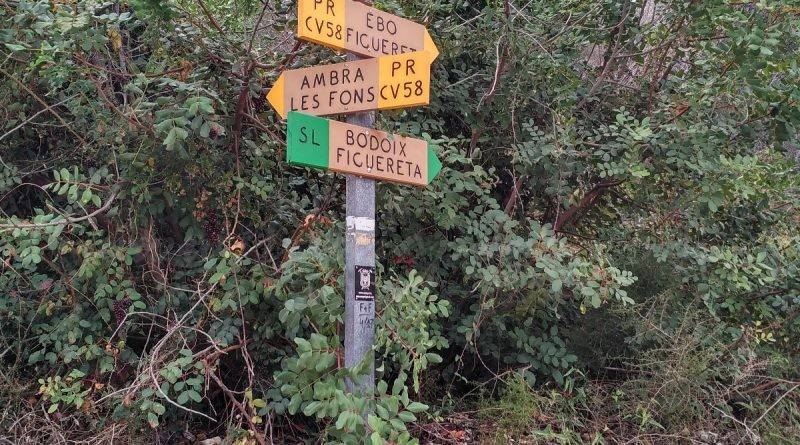 PR
CV58
EBO
FIGUERET
AMBRA
LES FONS
PR
CV58
SL
BODOIX
FIGUERETA
F+F